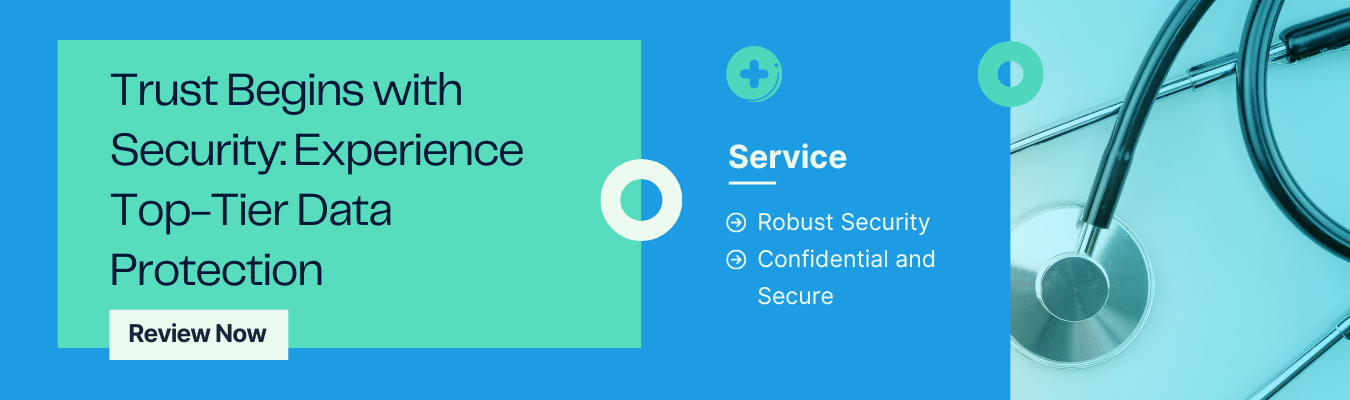 Trust Begins with
Security: Experience
Top-Tier Data
Protection
Review Now
Service
Robust Security
Confidential and
Secure